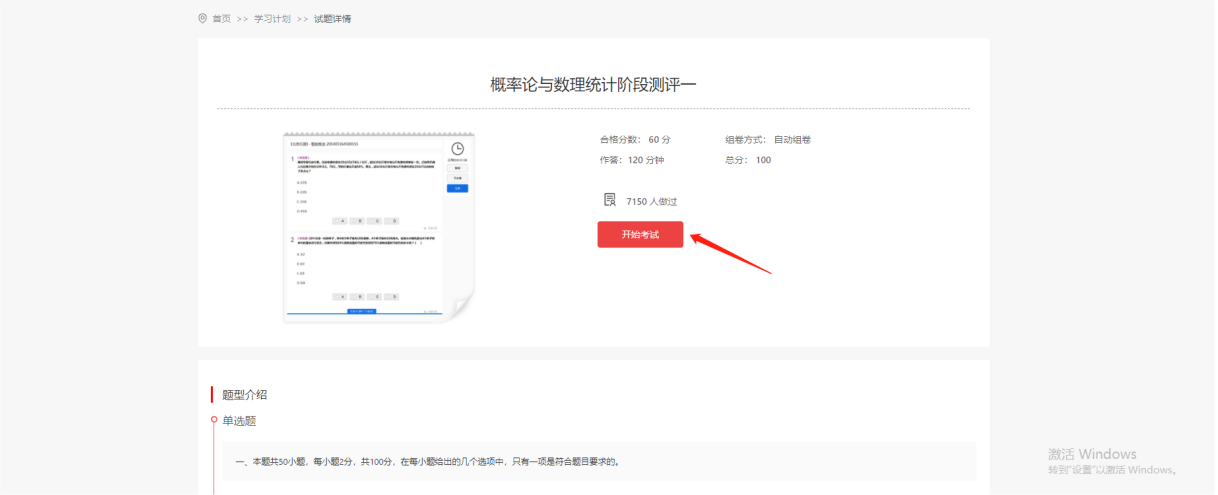 首页 >> 学习计划 >> 试题详情
概率论与数理统计阶段测评一
合格分数： 60 分 组卷方式： 自动组卷
作答：120 分钟 总分： 100
7150 人做过
开始考试
题型介绍
单选题
一、本题共50小题，每小题2分，共100分，在每小题给出的几个选项中，只有一项是符合题目要求的。
激活 Windows
转到"设置"以激活 Windows。